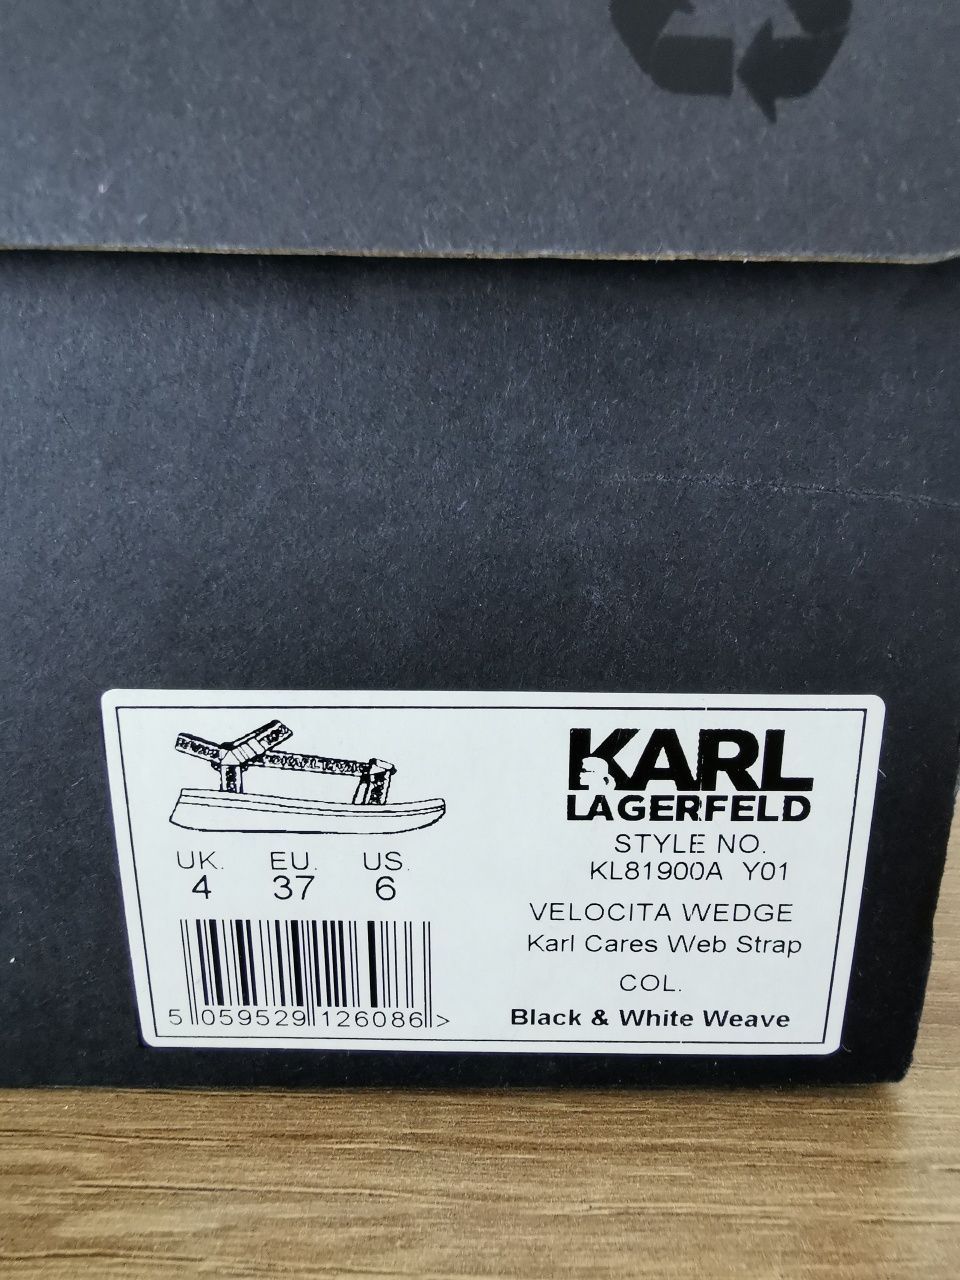 KARL
LAGERFELD
STYLE NO.
KL81900A Y01
UK. EU. US.
4 37 6
VELOCITA WEDGE
Karl Cares Web Strap
COL.
Black & White Weave
5 059529 126086 >